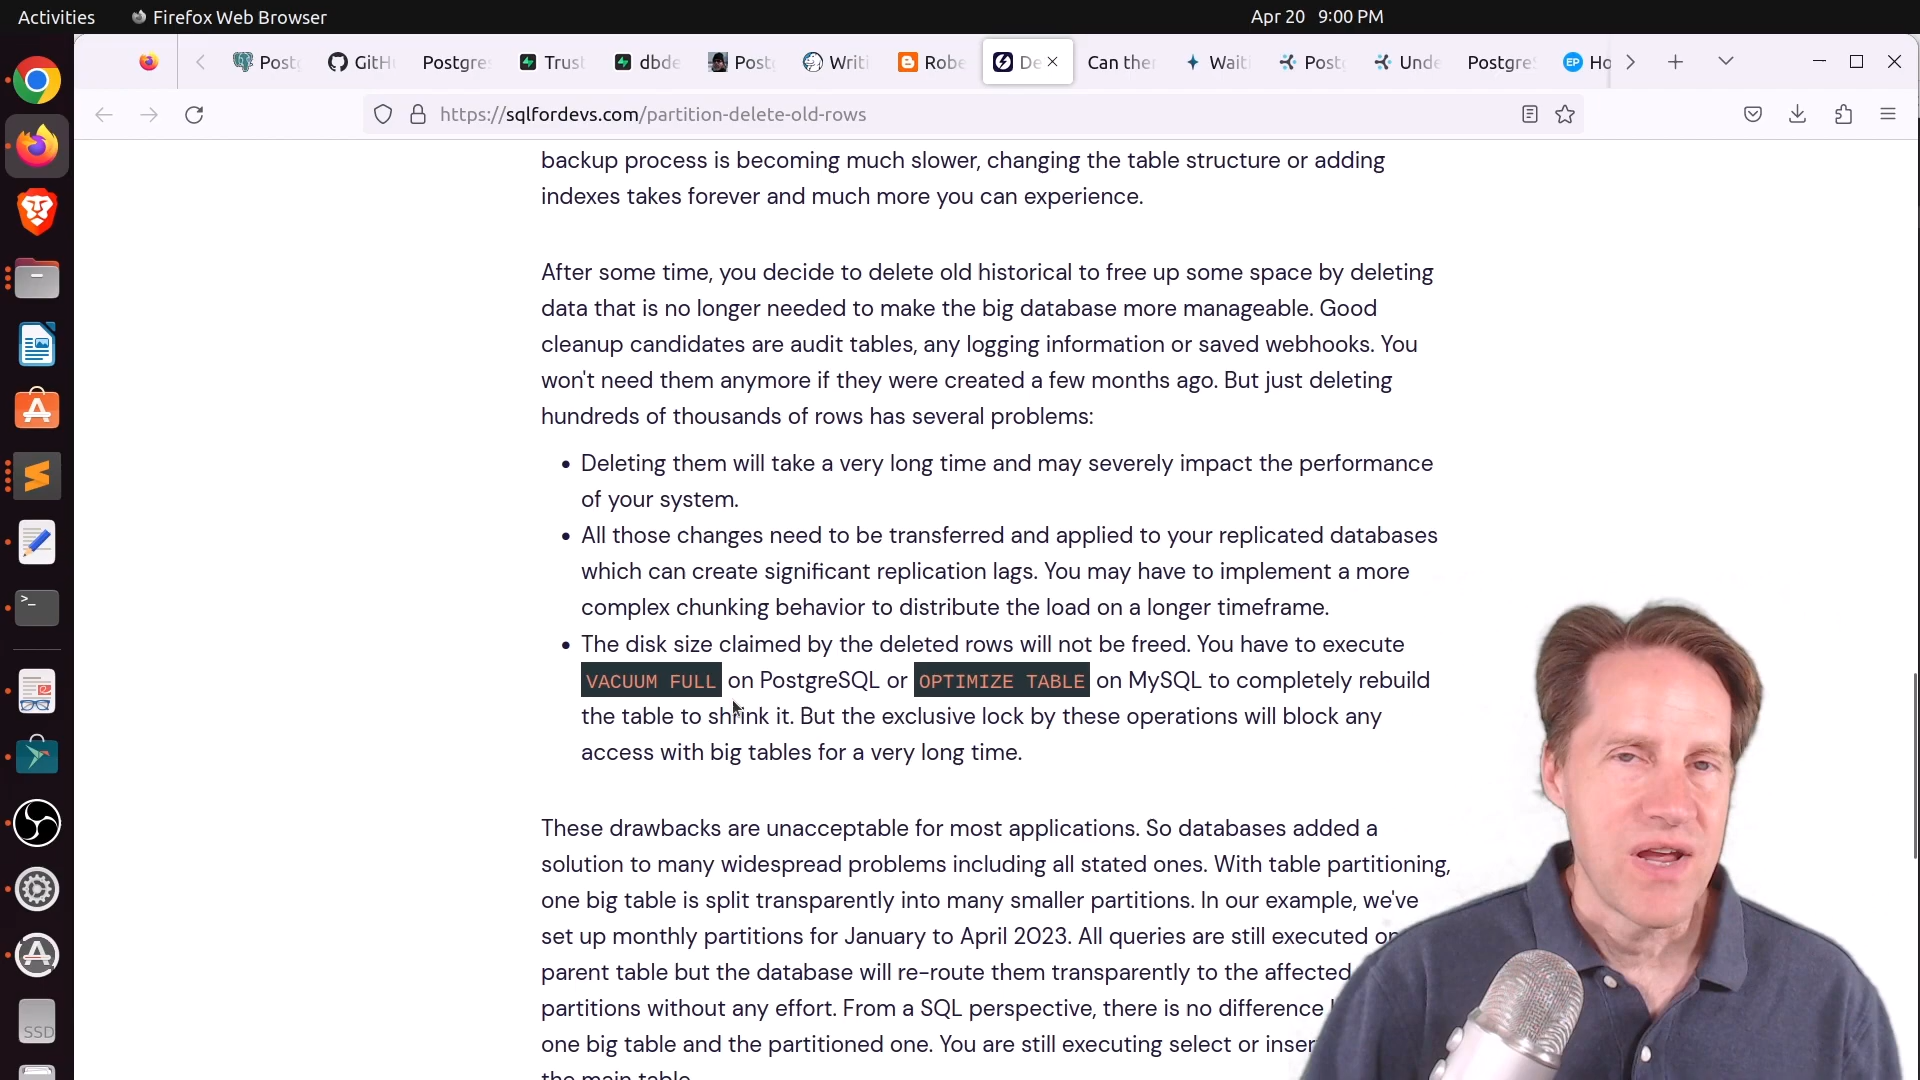 Activities
Firefox Web Browser
Apr 20 9:00 PM
Postg
GitH
Postgre
Trust
dbde
Postg
Writi
Robe
De
Can ther
Wait
Postg
Unde
PostgreS
EP Ho
https://sqlfordevs.com/partition-delete-old-rows
backup process is becoming much slower, changing the table structure or adding
indexes takes forever and much more you can experience.
After some time, you decide to delete old historical to free up some space by deleting
data that is no longer needed to make the big database more manageable. Good
cleanup candidates are audit tables, any logging information or saved webhooks. You
won't need them anymore if they were created a few months ago. But just deleting
hundreds of thousands of rows has several problems:
• Deleting them will take a very long time and may severely impact the performance
of your system.
• All those changes need to be transferred and applied to your replicated databases
which can create significant replication lags. You may have to implement a more
complex chunking behavior to distribute the load on a longer timeframe.
• The disk size claimed by the deleted rows will not be freed. You have to execute
VACUUM FULL on PostgreSQL or OPTIMIZE TABLE on MySQL to completely rebuild
the table to shrink it. But the exclusive lock by these operations will block any
access with big tables for a very long time.
These drawbacks are unacceptable for most applications. So databases added a
solution to many widespread problems including all stated ones. With table partitioning,
one big table is split transparently into many smaller partitions. In our example, we've
set up monthly partitions for January to April 2023. All queries are still executed on
parent table but the database will re-route them transparently to the affected
partitions without any effort. From a SQL perspective, there is no difference
one big table and the partitioned one. You are still executing select or inser
the main table
SSD